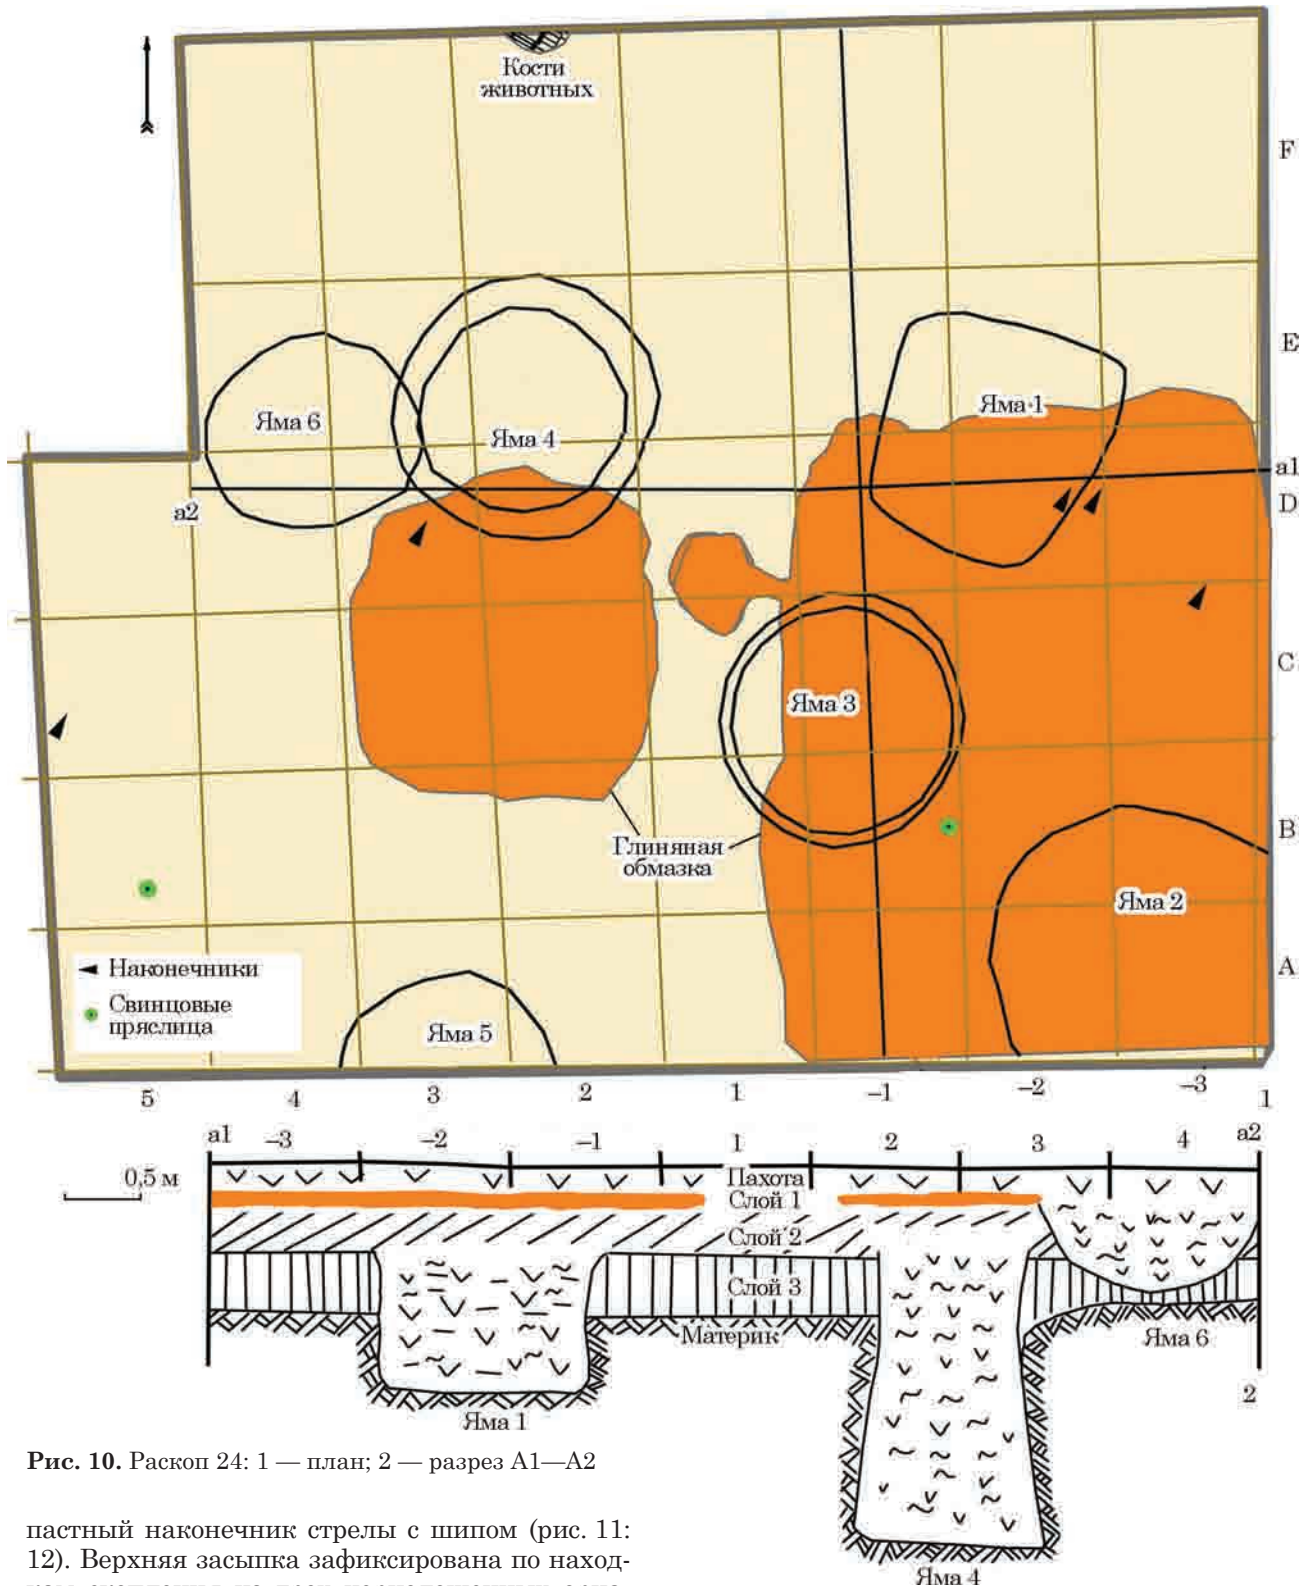 Кости
животных
F
E
Яма 6
Яма 4
Яма 1
a1
a2
D
C
Яма 3
Глиняная
обмазка
B
Яма 2
A
Наконечники
Свинцовые
пряслица
Яма 5
5 4 3 2 1 –1 –2 –3 1
a1 –3 –2 –1 1 2 3 4 a2
0,5 м
Пахота
Слой 1
Слой 2
Слой 3
Материк
Яма 6
2
Яма 1
Яма 4
Рис. 10. Раскоп 24: 1 — план; 2 — разрез А1—А2
пастный наконечник стрелы с шипом (рис. 11:
12). Верхняя засыпка зафиксирована по наход-